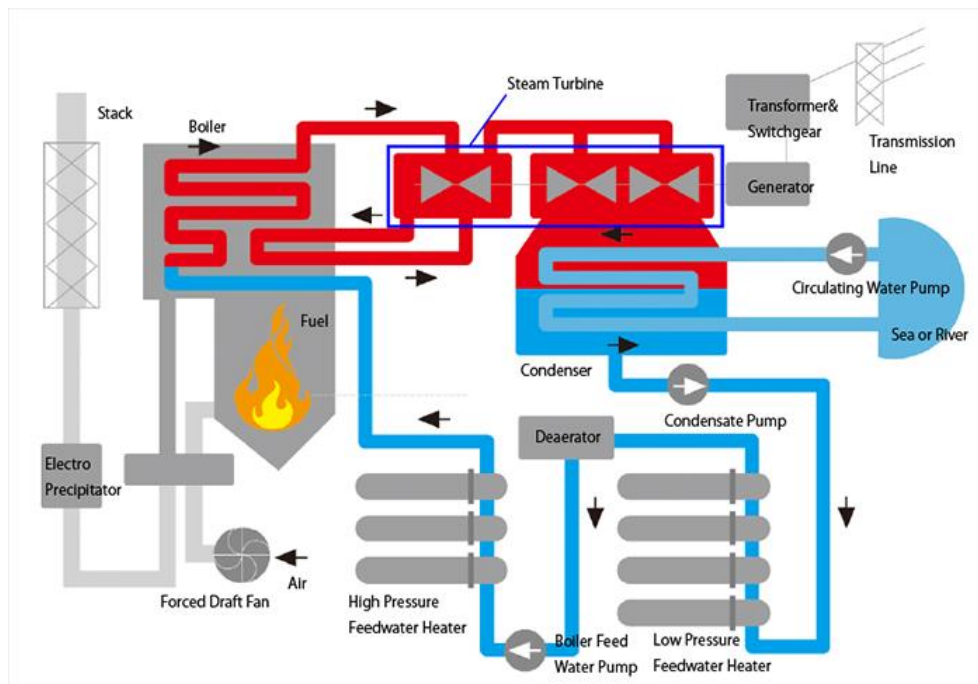 Steam Turbine
Stack
Boiler
Transformer&
Switchgear
Transmission
Line
Generator
Circulating Water Pump
Sea or River
Fuel
Condenser
Condensate Pump
Deaerator
Electro
Precipitator
Air
Forced Draft Fan
High Pressure
Feedwater Heater
Boiler Feed
Water Pump
Low Pressure
Feedwater Heater